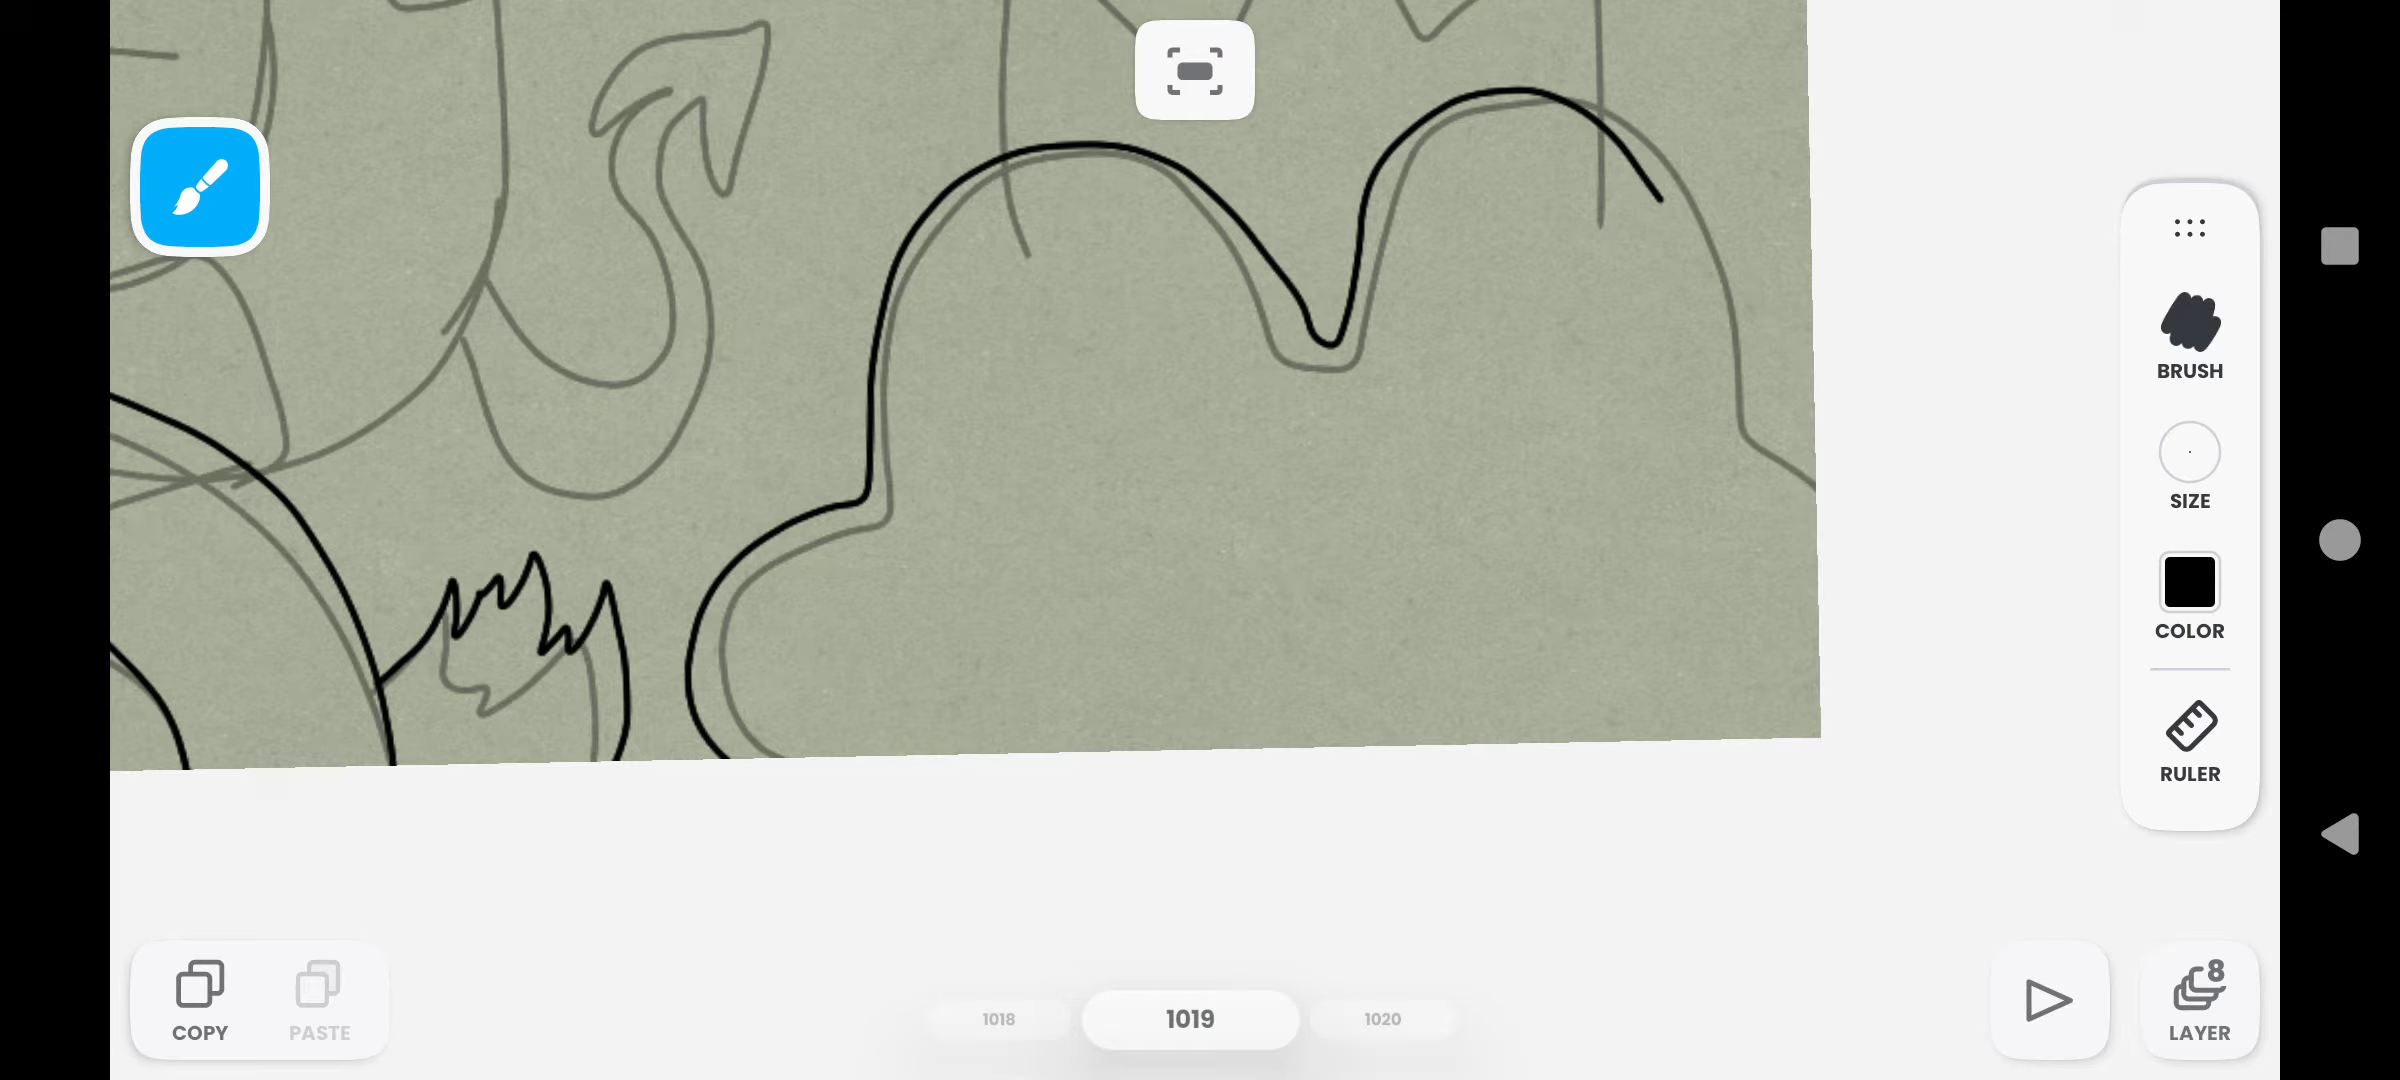 BRUSH
SIZE
COLOR
RULER
COPY
PASTE
1018
1019
1020
8
LAYER